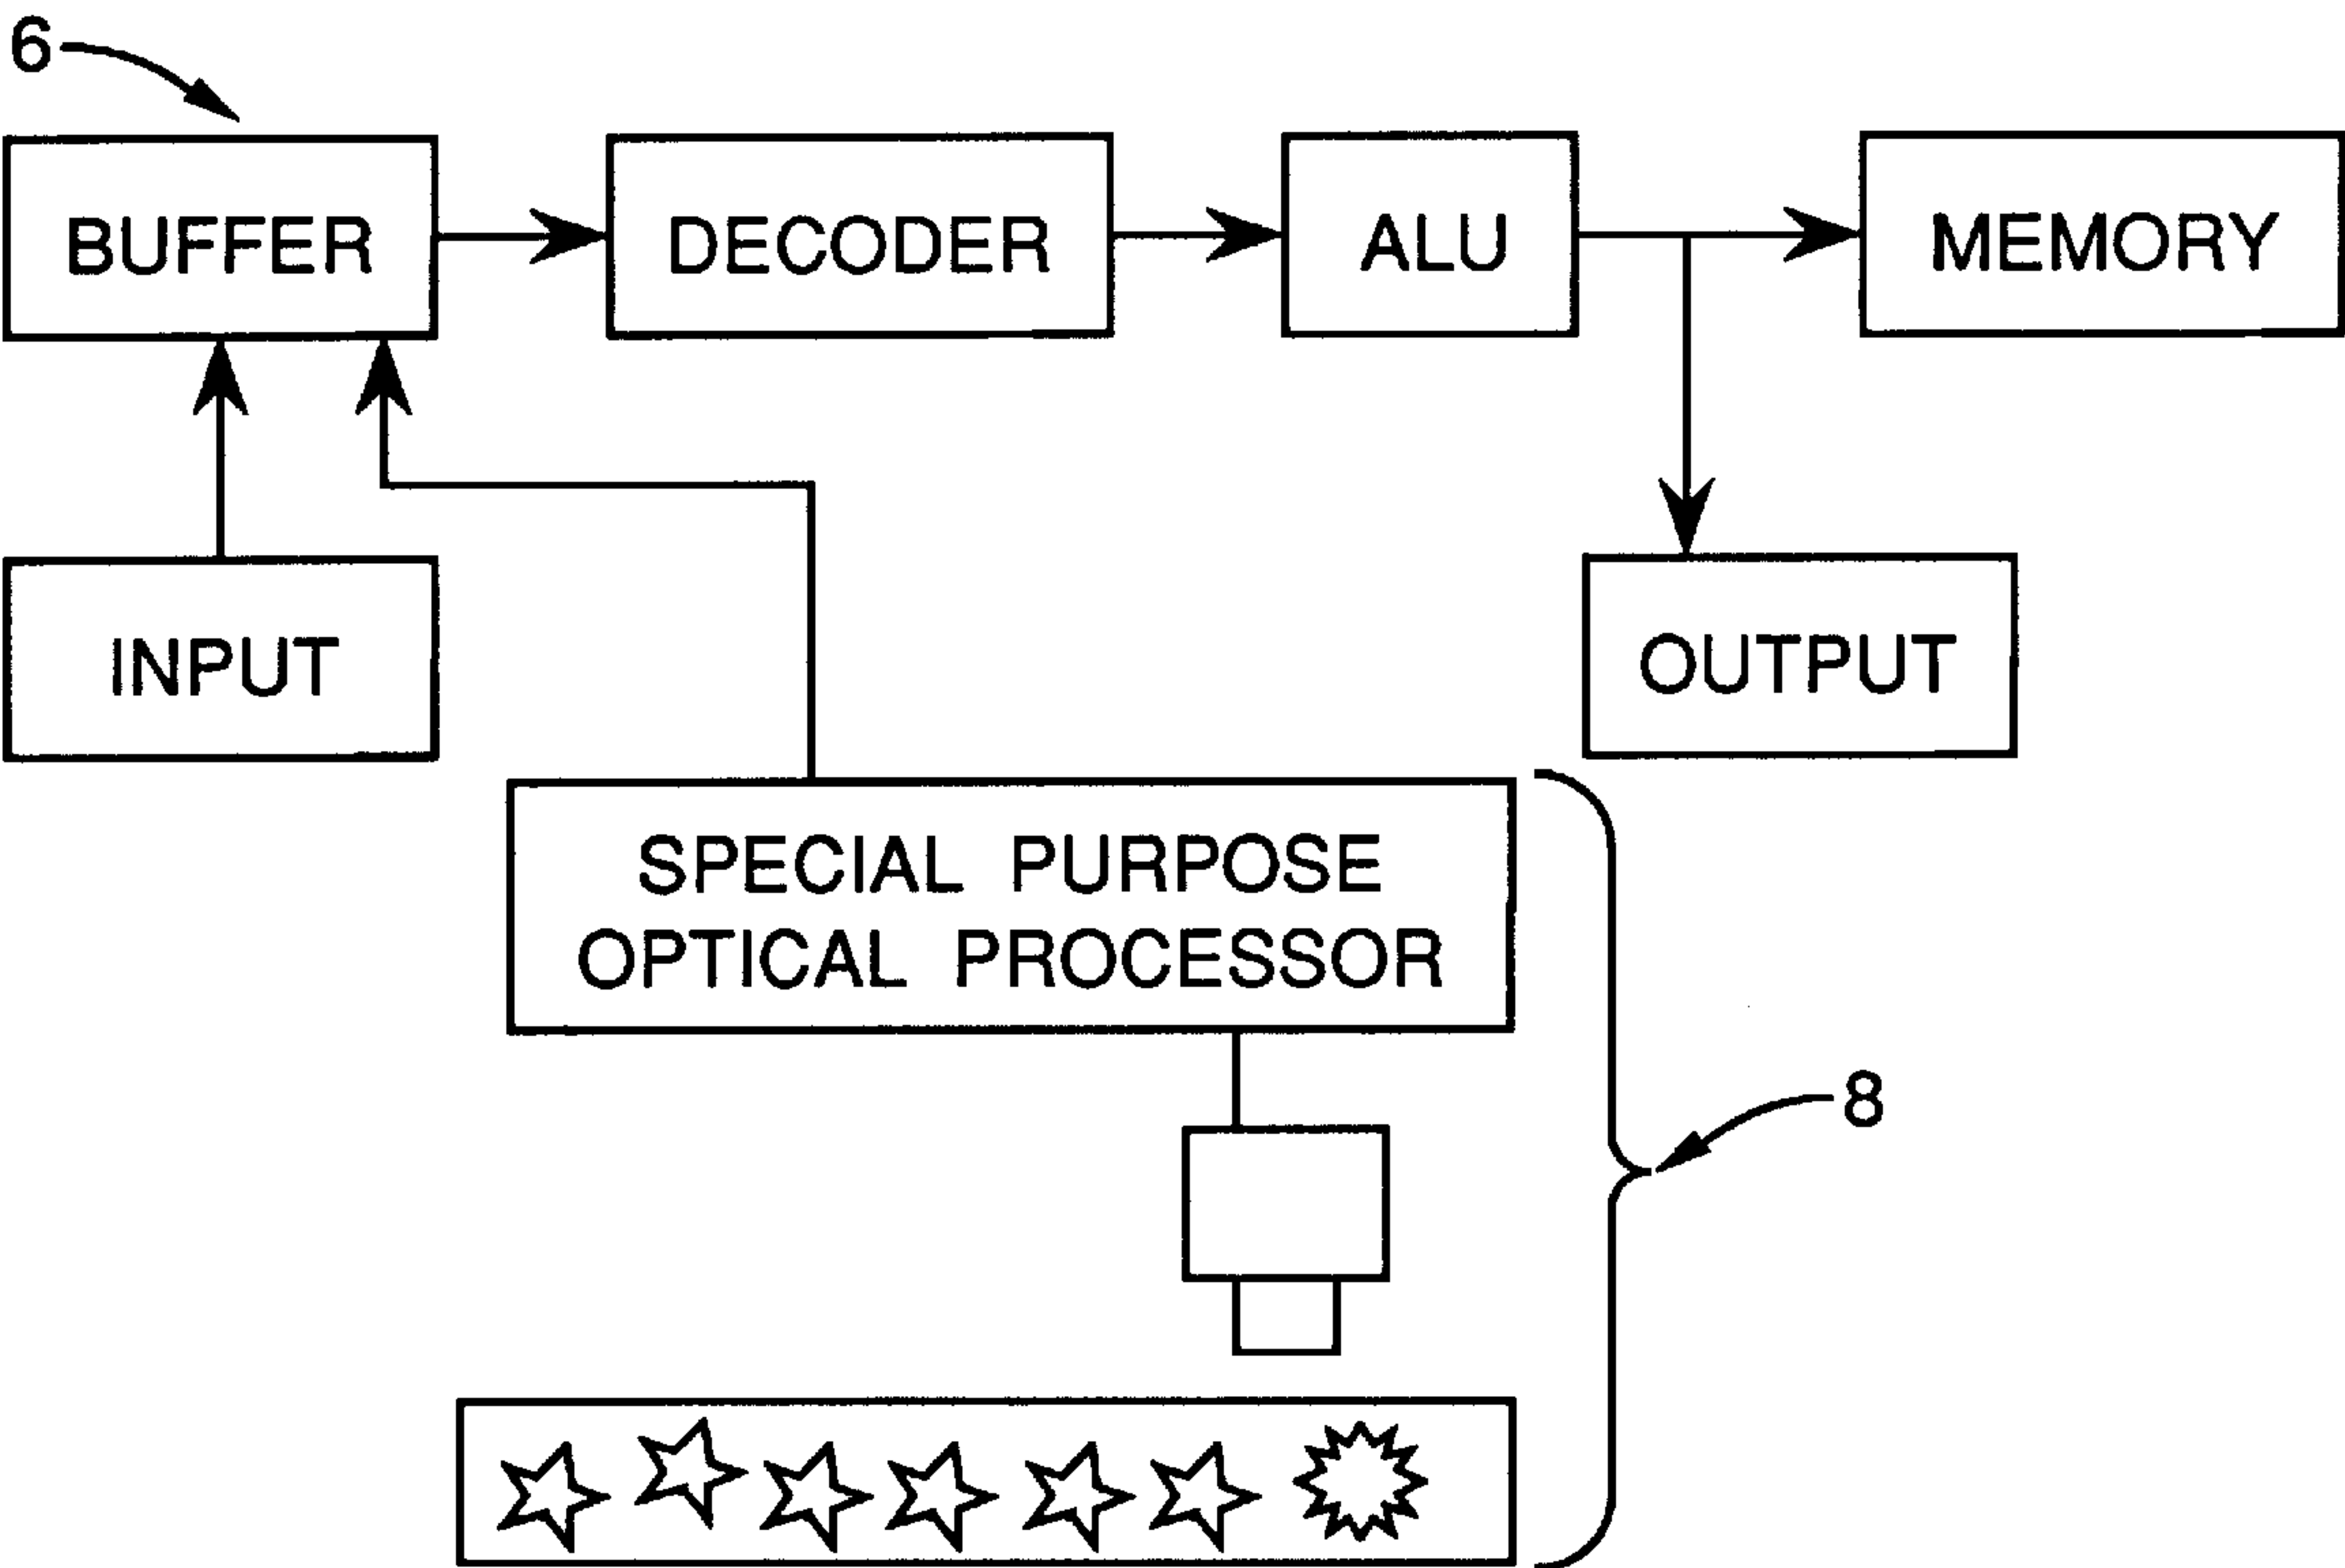 6
BUFFER
DECODER
ALU
MEMORY
INPUT
OUTPUT
SPECIAL PURPOSE
OPTICAL PROCESSOR
8